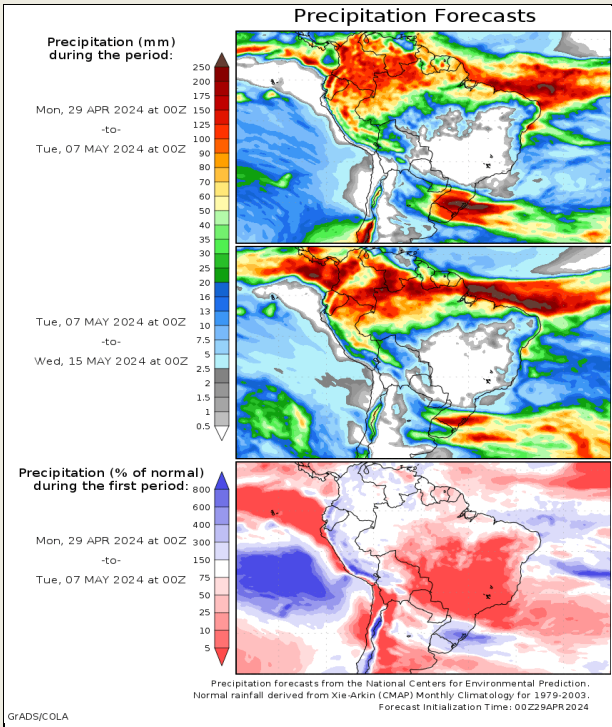 Precipitation Forecasts
Precipitation (mm)
during the period:
250
200
175
150
125
100
90
80
70
60
50
40
35
30
25
20
16
13
10
7.5
5
2.5
2
1.5
1
0.5
Mon, 29 APR 2024 at 00Z
-to-
Tue, 07 MAY 2024 at 00Z
Tue, 07 MAY 2024 at 00Z
-to-
Wed, 15 MAY 2024 at 00Z
Precipitation (% of normal)
during the first period:
800
600
400
300
150
75
50
25
10
5
Mon, 29 APR 2024 at 00Z
-to-
Tue, 07 MAY 2024 at 00Z
Precipitation forecasts from the National Centers for Environmental Prediction.
Normal rainfall derived from Xie-Arkin (CMAP) Monthly Climatology for 1979-2003.
Forecast Initialization Time: 00Z29APR2024
GrADS/COLA